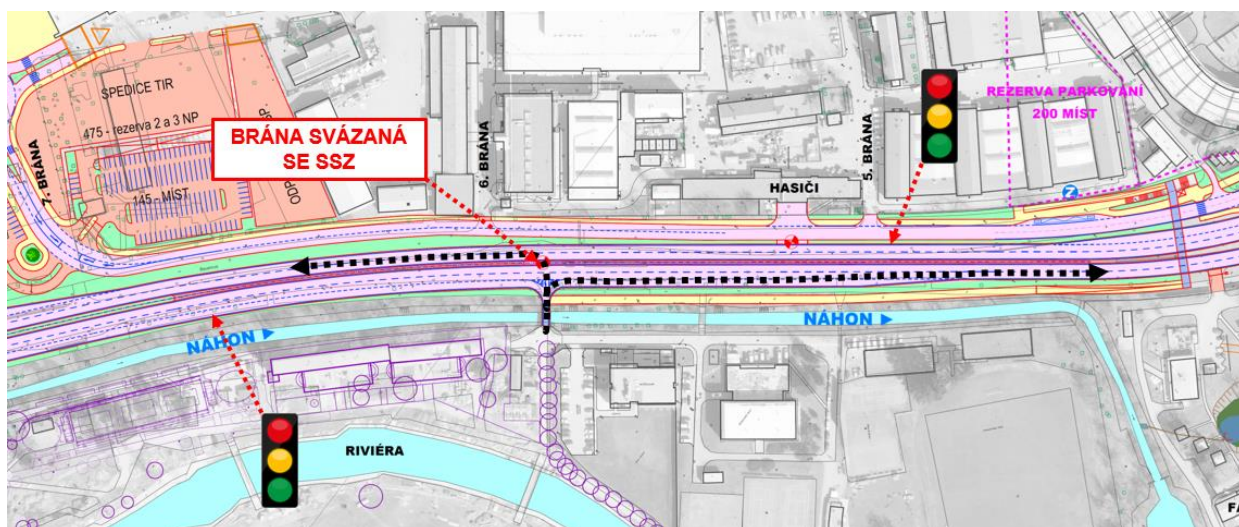 SPEDICE TIR
475 - rezerva 2 a 3 NP
145 - MÍST
7. BRÁNA
BRÁNA SVÁZANÁ
SE SSZ
6. BRÁNA
HASIČI
5. BRÁNA
REZERVA PARKOVÁNÍ
200 MÍST
Z
NÁHON ►
NÁHON ►
RIVIÉRA